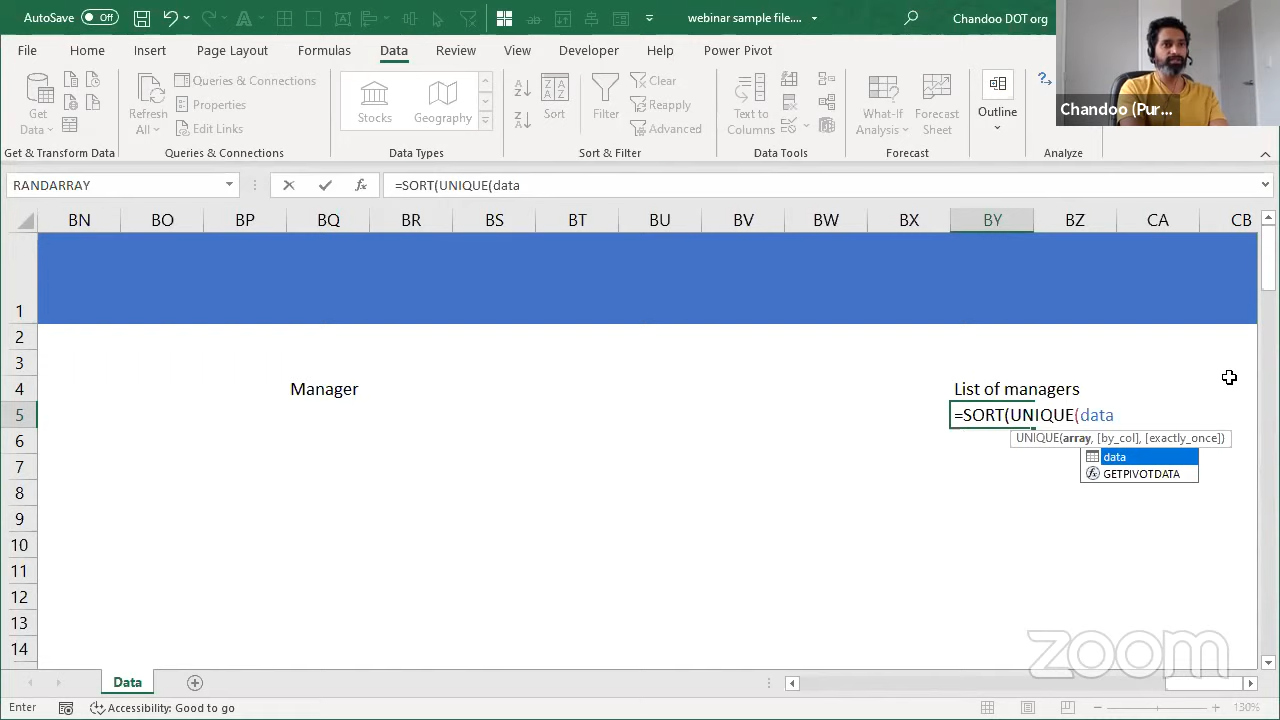 AutoSave Off webinar sample file.... Chandoo DOT org
File Home Insert Page Layout Formulas Data Review View Developer Help Power Pivot
Get Data
Refresh All
Queries & Connections
Properties
Edit Links
Stocks Geography
Sort
Filter
Clear
Reapply
Advanced
Text to Columns
What-If Analysis
Forecast Sheet
Outline
Chandoo (Pur...
Get & Transform Data Queries & Connections Data Types Sort & Filter Data Tools Forecast Analyze
RANDARRAY fx =SORT(UNIQUE(data
BN BO BP BQ BR BS BT BU BV BW BX BY BZ CA CB
1
2
3
4 Manager List of managers
5 =SORT(UNIQUE(data
6 UNIQUE(array, [by_col], [exactly_once])
data
7 fx GETPIVOTDATA
8
9
10
11
12
13
14
zoom
Data
Enter Accessibility: Good to go 130%